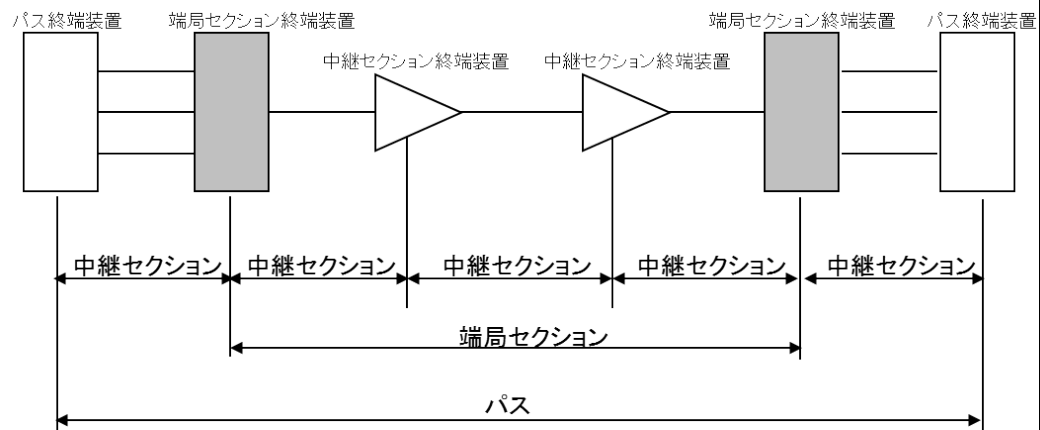 パス終端装置
端局セクション終端装置
端局セクション終端装置
パス終端装置
中継セクション終端装置
中継セクション終端装置
中継セクション
中継セクション
中継セクション
中継セクション
中継セクション
端局セクション
パス